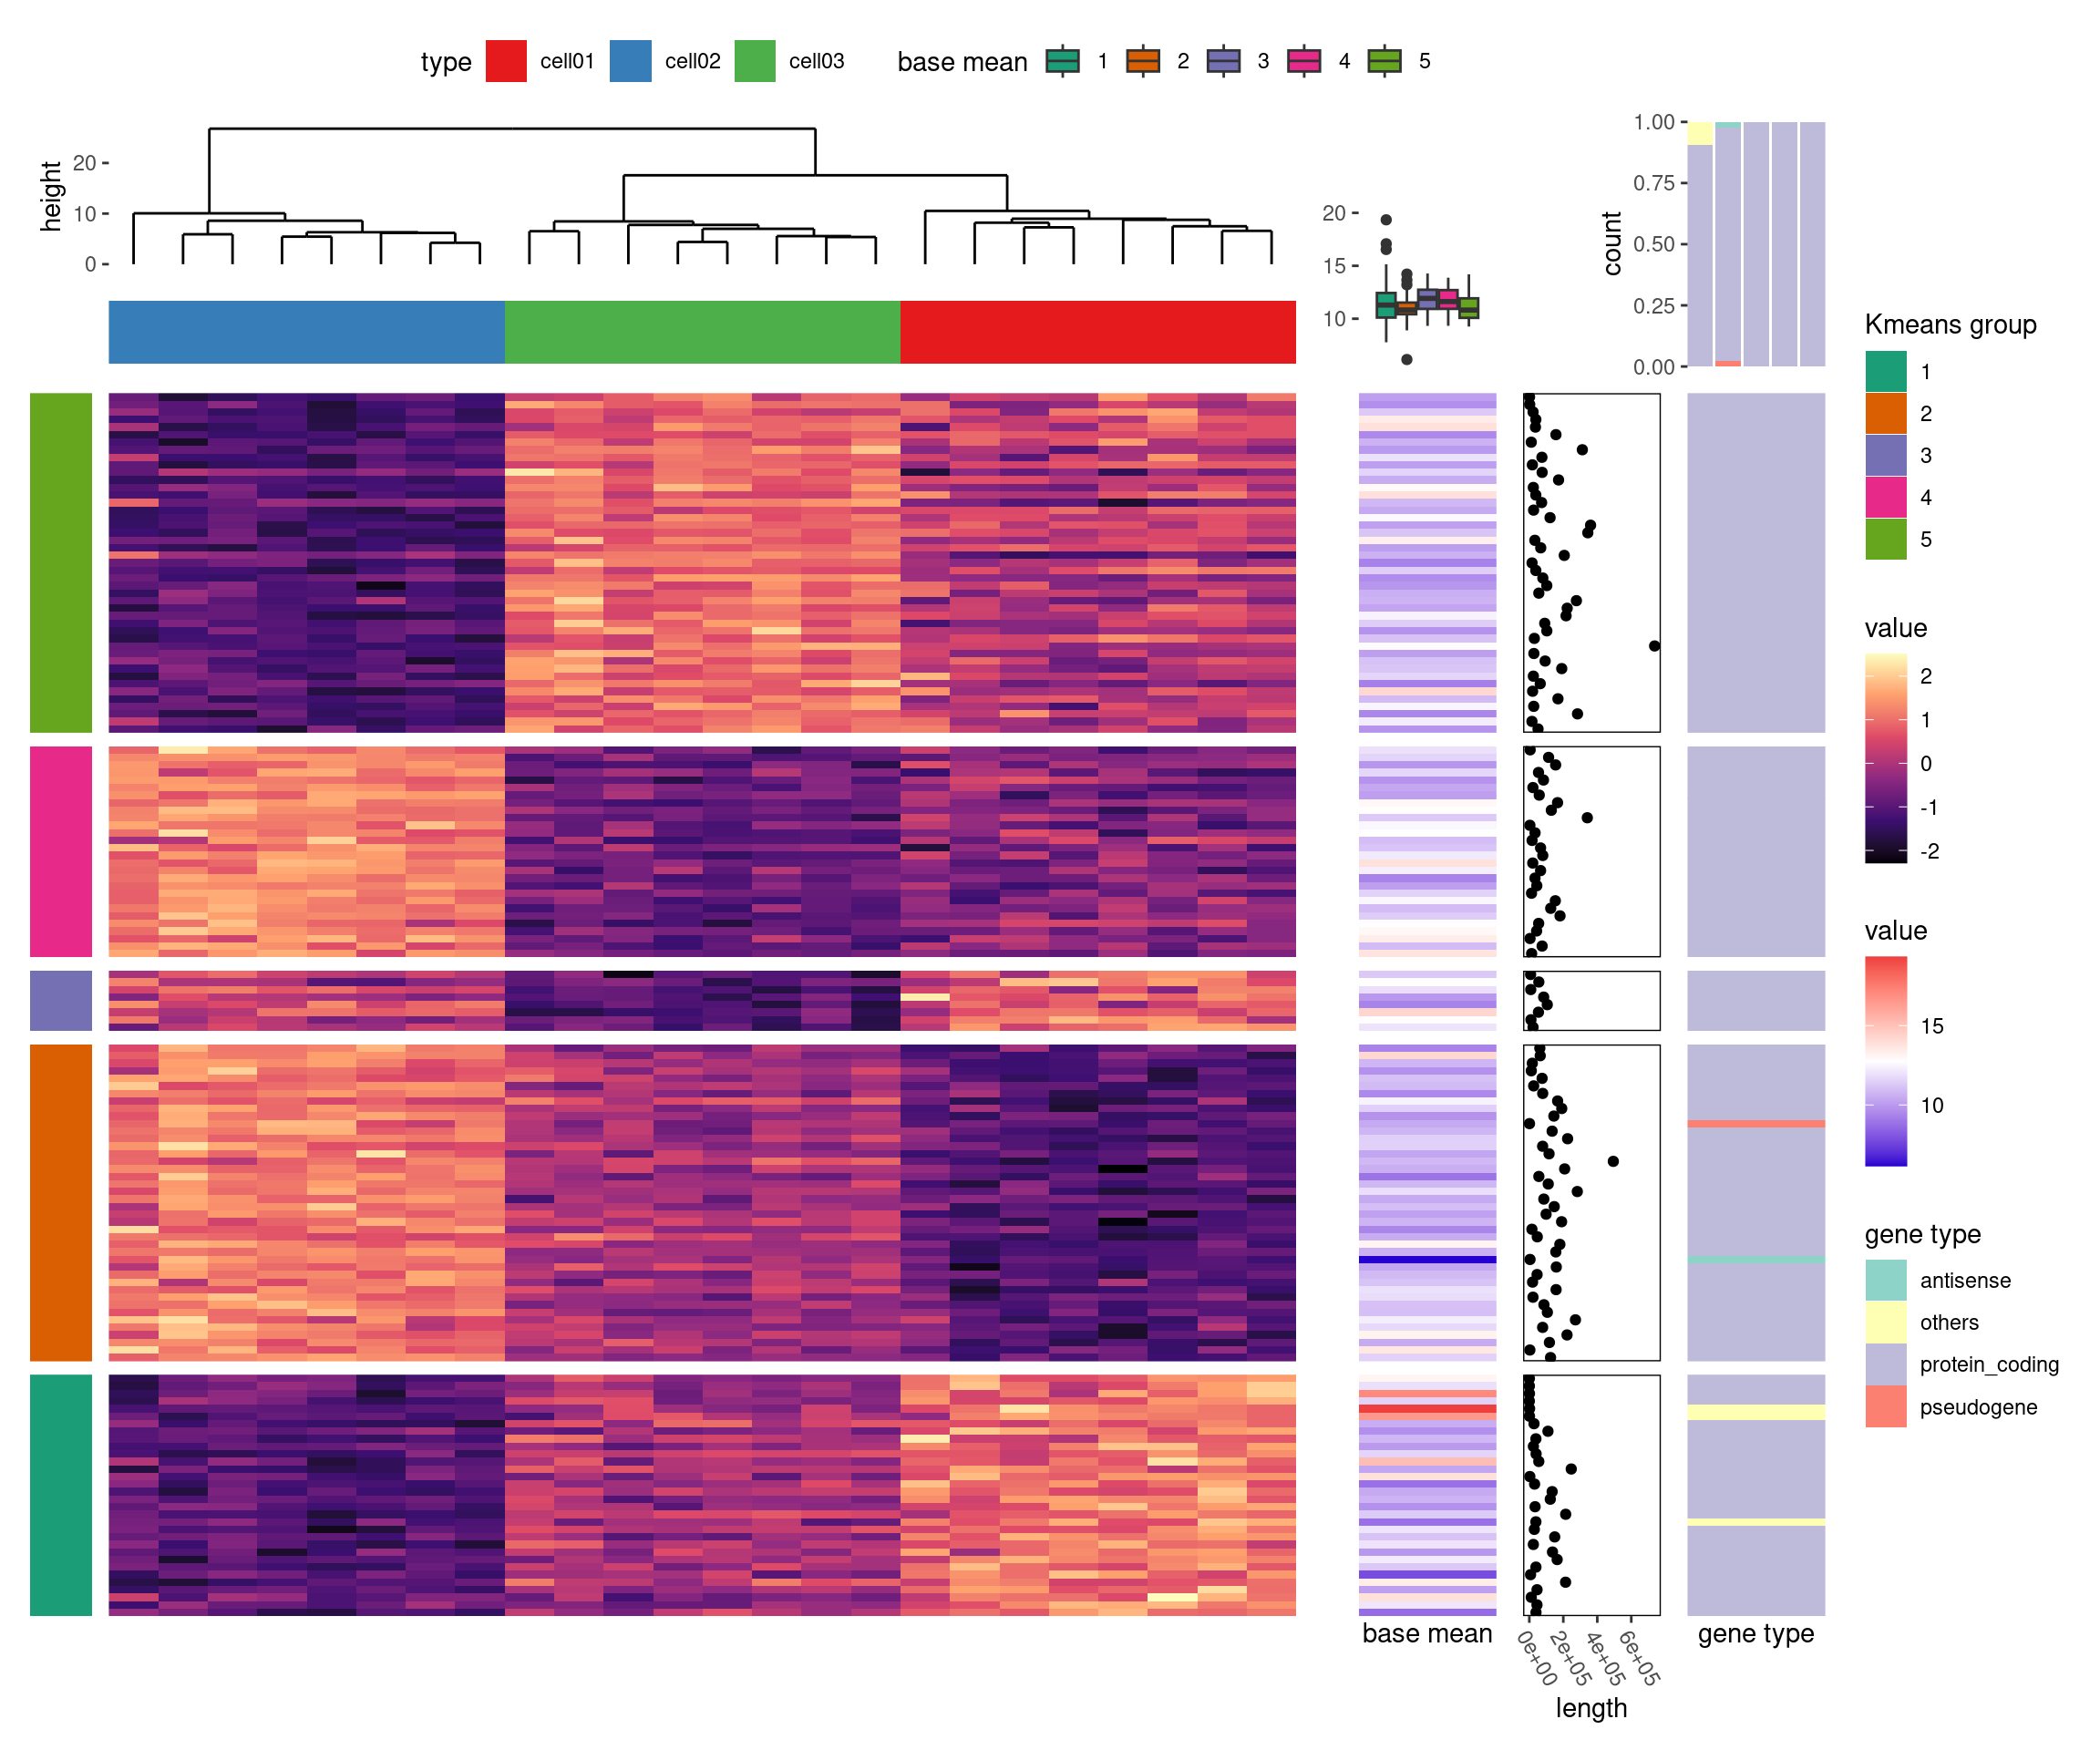 type cell01 cell02 cell03 base mean 1 2 3 4 5
height
20
10
0
20
15
10
count
1.00
0.75
0.50
0.25
0.00
Kmeans group
1
2
3
4
5
value
2
1
0
-1
-2
value
15
10
gene type
antisense
others
protein_coding
pseudogene
base mean
0e+00 2e+05 4e+05 6e+05
length
gene type